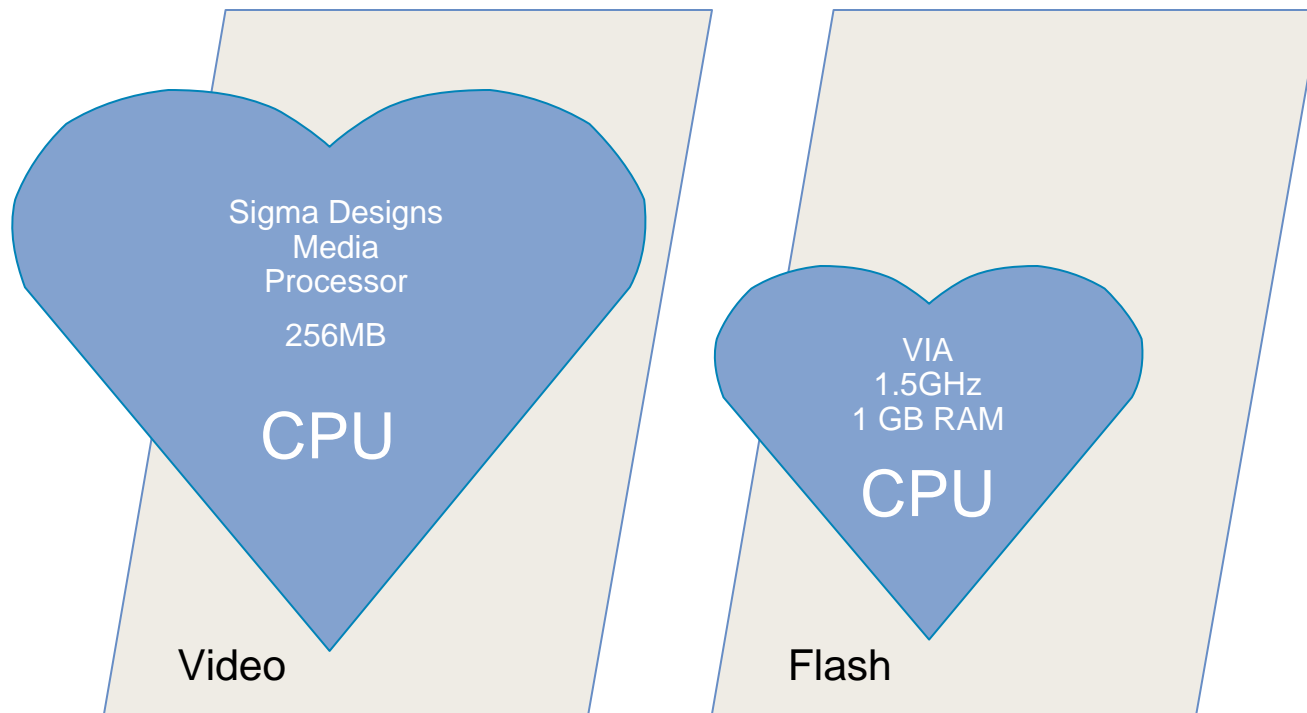 Sigma Designs
Media
Processor
256MB
CPU
Video
VIA
1.5GHz
1 GB RAM
CPU
Flash